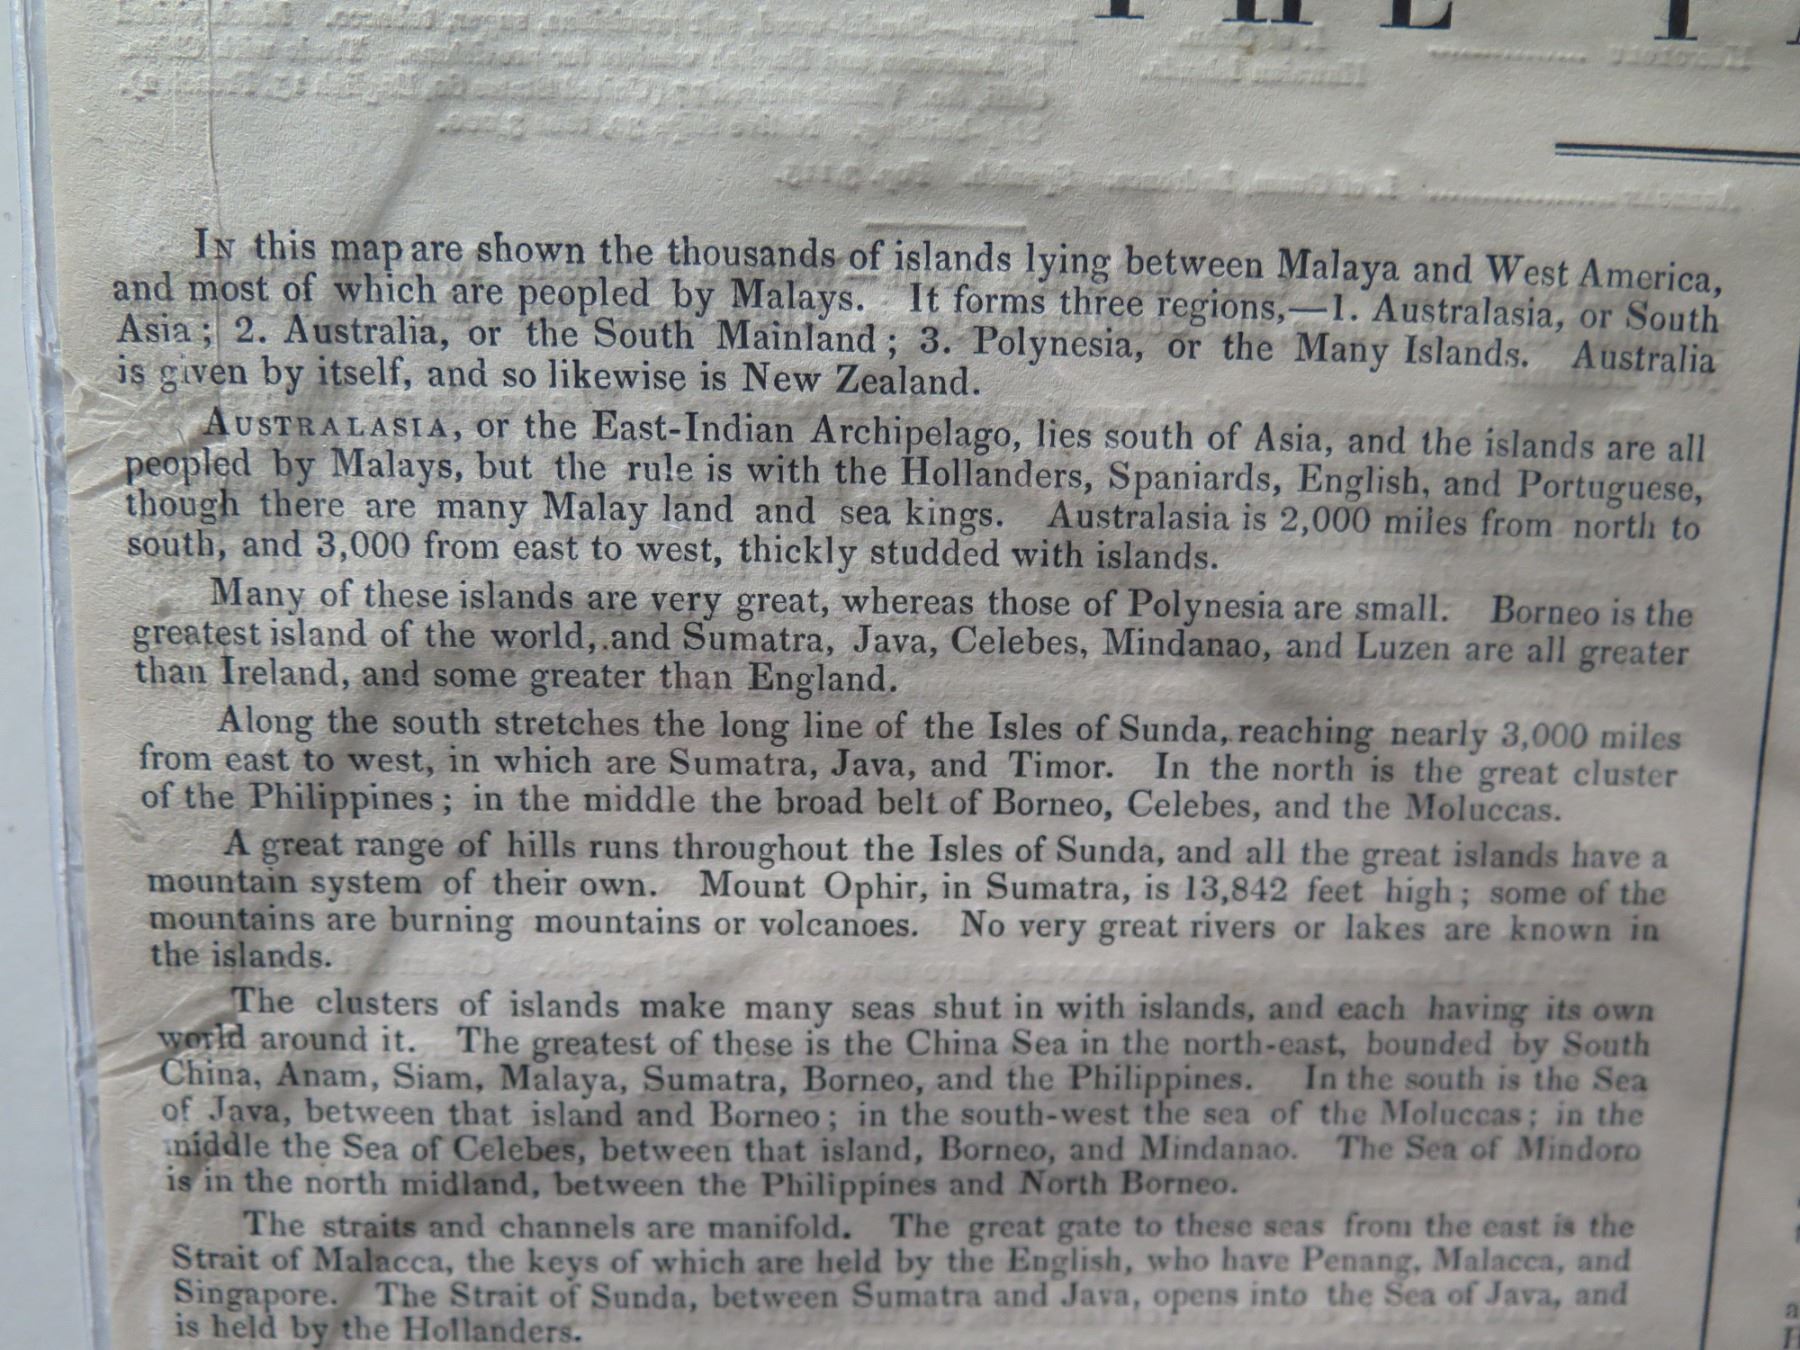 THE
IN this map are shown the thousands of islands lying between Malaya and West America,
and most of which are peopled by Malays. It forms three regions,—1. Australasia, or South
Asia; 2. Australia, or the South Mainland; 3. Polynesia, or the Many Islands. Australia
is given by itself, and so likewise is New Zealand.
AUSTRALASIA, or the East-Indian Archipelago, lies south of Asia, and the islands are all
peopled by Malays, but the rule is with the Hollanders, Spaniards, English, and Portuguese,
though there are many Malay land and sea kings. Australasia is 2,000 miles from north to
south, and 3,000 from east to west, thickly studded with islands.
Many of these islands are very great, whereas those of Polynesia are small. Borneo is the
greatest island of the world, and Sumatra, Java, Celebes, Mindanao, and Luzen are all greater
than Ireland, and some greater than England.
Along the south stretches the long line of the Isles of Sunda, reaching nearly 3,000 miles
from east to west, in which are Sumatra, Java, and Timor. In the north is the great cluster
of the Philippines; in the middle the broad belt of Borneo, Celebes, and the Moluccas.
A great range of hills runs throughout the Isles of Sunda, and all the great islands have a
mountain system of their own. Mount Ophir, in Sumatra, is 13,842 feet high; some of the
mountains are burning mountains or volcanoes. No very great rivers or lakes are known in
the islands.
The clusters of islands make many seas shut in with islands, and each having its own
world around it. The greatest of these is the China Sea in the north-east, bounded by South
China, Anam, Siam, Malaya, Sumatra, Borneo, and the Philippines. In the south is the Sea
of Java, between that island and Borneo; in the south-west the sea of the Moluccas; in the
middle the Sea of Celebes, between that island, Borneo, and Mindanao. The Sea of Mindoro
is in the north midland, between the Philippines and North Borneo.
The straits and channels are manifold. The great gate to these seas from the east is the
Strait of Malacca, the keys of which are held by the English, who have Penang, Malacca, and
Singapore. The Strait of Sunda, between Sumatra and Java, opens into the Sea of Java, and
is held by the Hollanders.